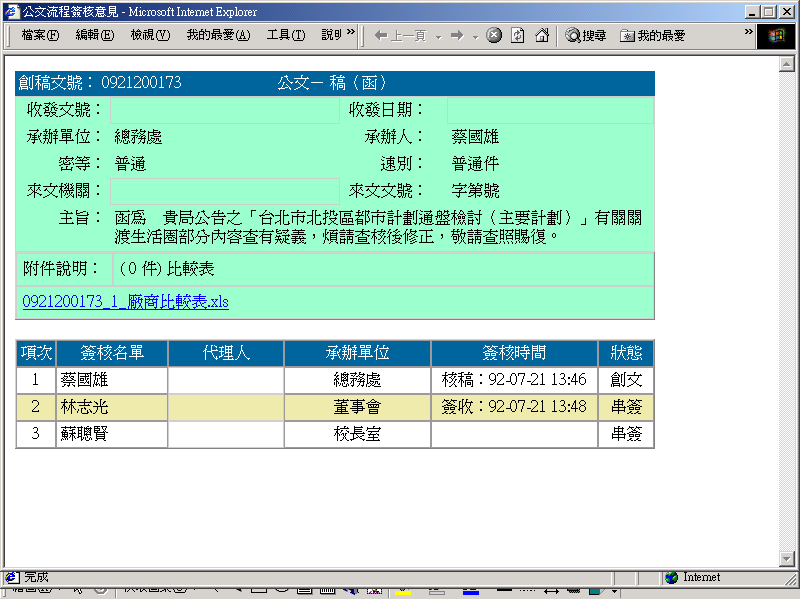 公文流程簽核意見 - Microsoft Internet Explorer
檔案(F) 編輯(E) 檢視(V) 我的最愛(A) 工具(T) 說明 » 上一頁 搜尋 我的最愛 »
創稿文號： 0921200173 公文－ 稿（函）
收發文號： 收發日期：
承辦單位： 總務處 承辦人： 蔡國雄
密等： 普通 速別： 普通件
來文機關： 來文文號： 字第號
主旨： 函為 貴局公告之「台北市北投區都市計劃通盤檢討（主要計劃）」有關關
渡生活圈部分內容查有疑義，煩請查核後修正，敬請查照賜復。
附件說明： （0 件) 比較表
0921200173_1_廠商比較表.xls
項次 簽核名單 代理人 承辦單位 簽核時間 狀態
1 蔡國雄 總務處 核稿：92-07-21 13:46 創文
2 林志光 董事會 簽收：92-07-21 13:48 串簽
3 蘇聰賢 校長室 串簽
完成 Internet